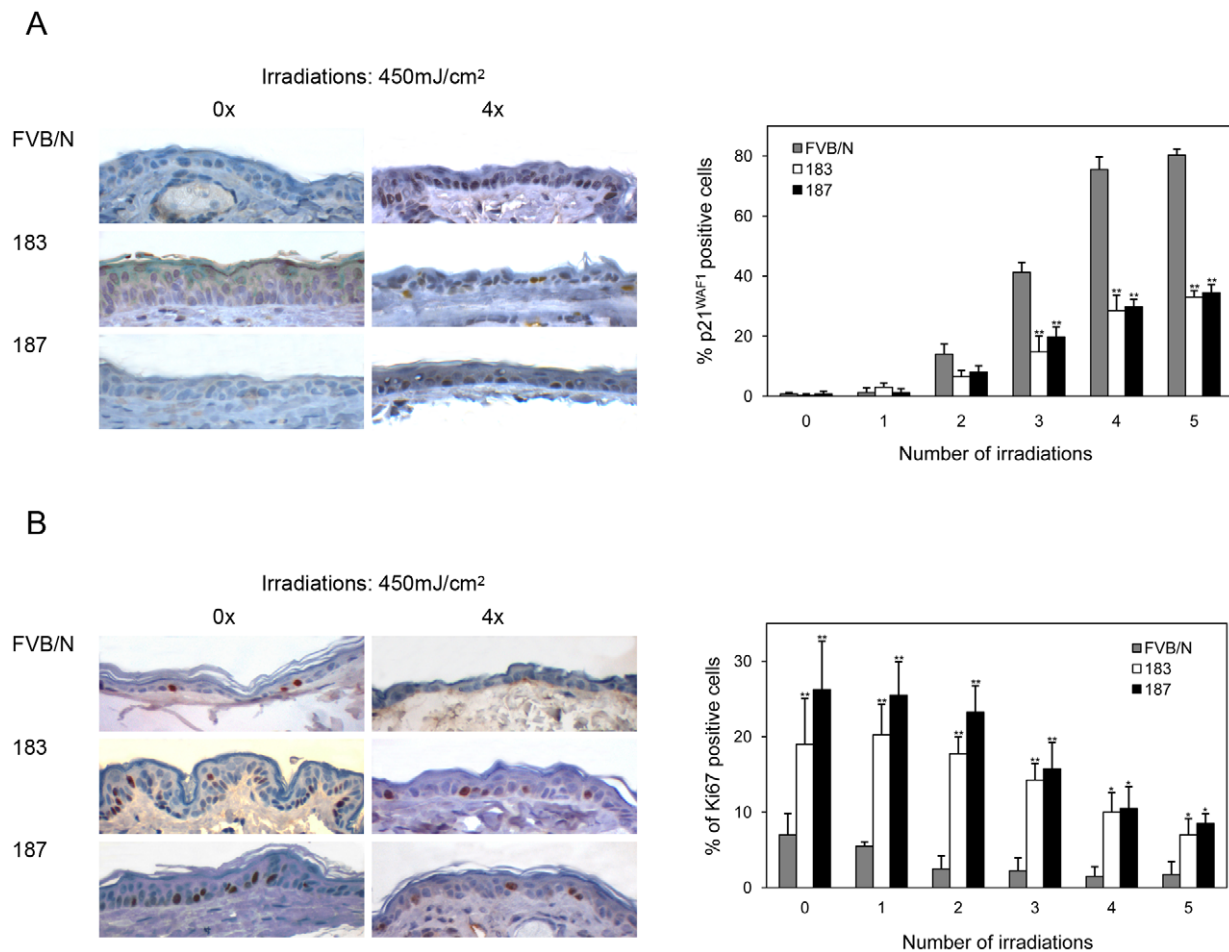 A
Irradiations: 450mJ/cm²
0x 4x
FVB/N
183
187
FVB/N
183
187
80
60
40
20
0
% p21^WAF1 positive cells
** ** ** ** ** **
0 1 2 3 4 5
Number of irradiations
B
Irradiations: 450mJ/cm²
0x 4x
FVB/N
183
187
FVB/N
183
187
30
20
10
0
% of Ki67 positive cells
** ** ** ** ** ** ** ** * * * *
0 1 2 3 4 5
Number of irradiations